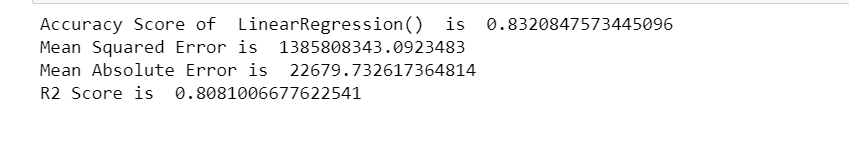 Accuracy Score of  LinearRegression()  is  0.8320847573445096
Mean Squared Error is  1385808343.0923483
Mean Absolute Error is  22679.732617364814
R2 Score is  0.8081006677622541